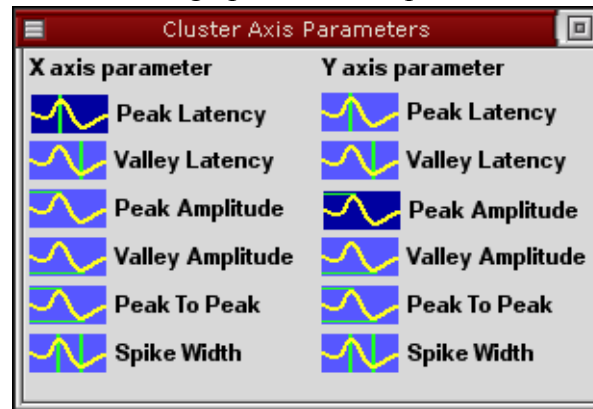 Cluster Axis Parameters
X axis parameter
Y axis parameter
Peak Latency
Peak Latency
Valley Latency
Valley Latency
Peak Amplitude
Peak Amplitude
Valley Amplitude
Valley Amplitude
Peak To Peak
Peak To Peak
Spike Width
Spike Width